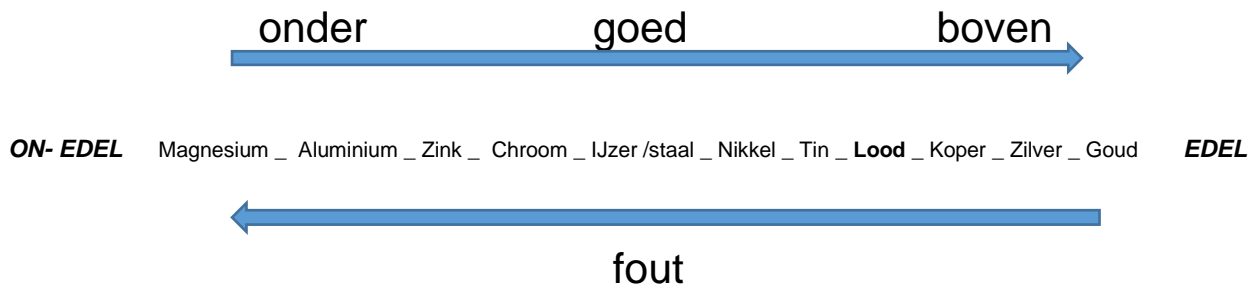 onder goed boven
ON- EDEL Magnesium _ Aluminium _ Zink _ Chroom _ IJzer /staal _ Nikkel _ Tin _ Lood _ Koper _ Zilver _ Goud EDEL
fout